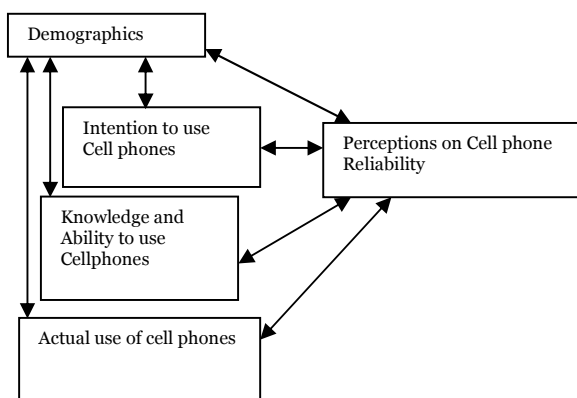 Demographics
Intention to use
Cell phones
Perceptions on Cell phone
Reliability
Knowledge and
Ability to use
Cellphones
Actual use of cell phones